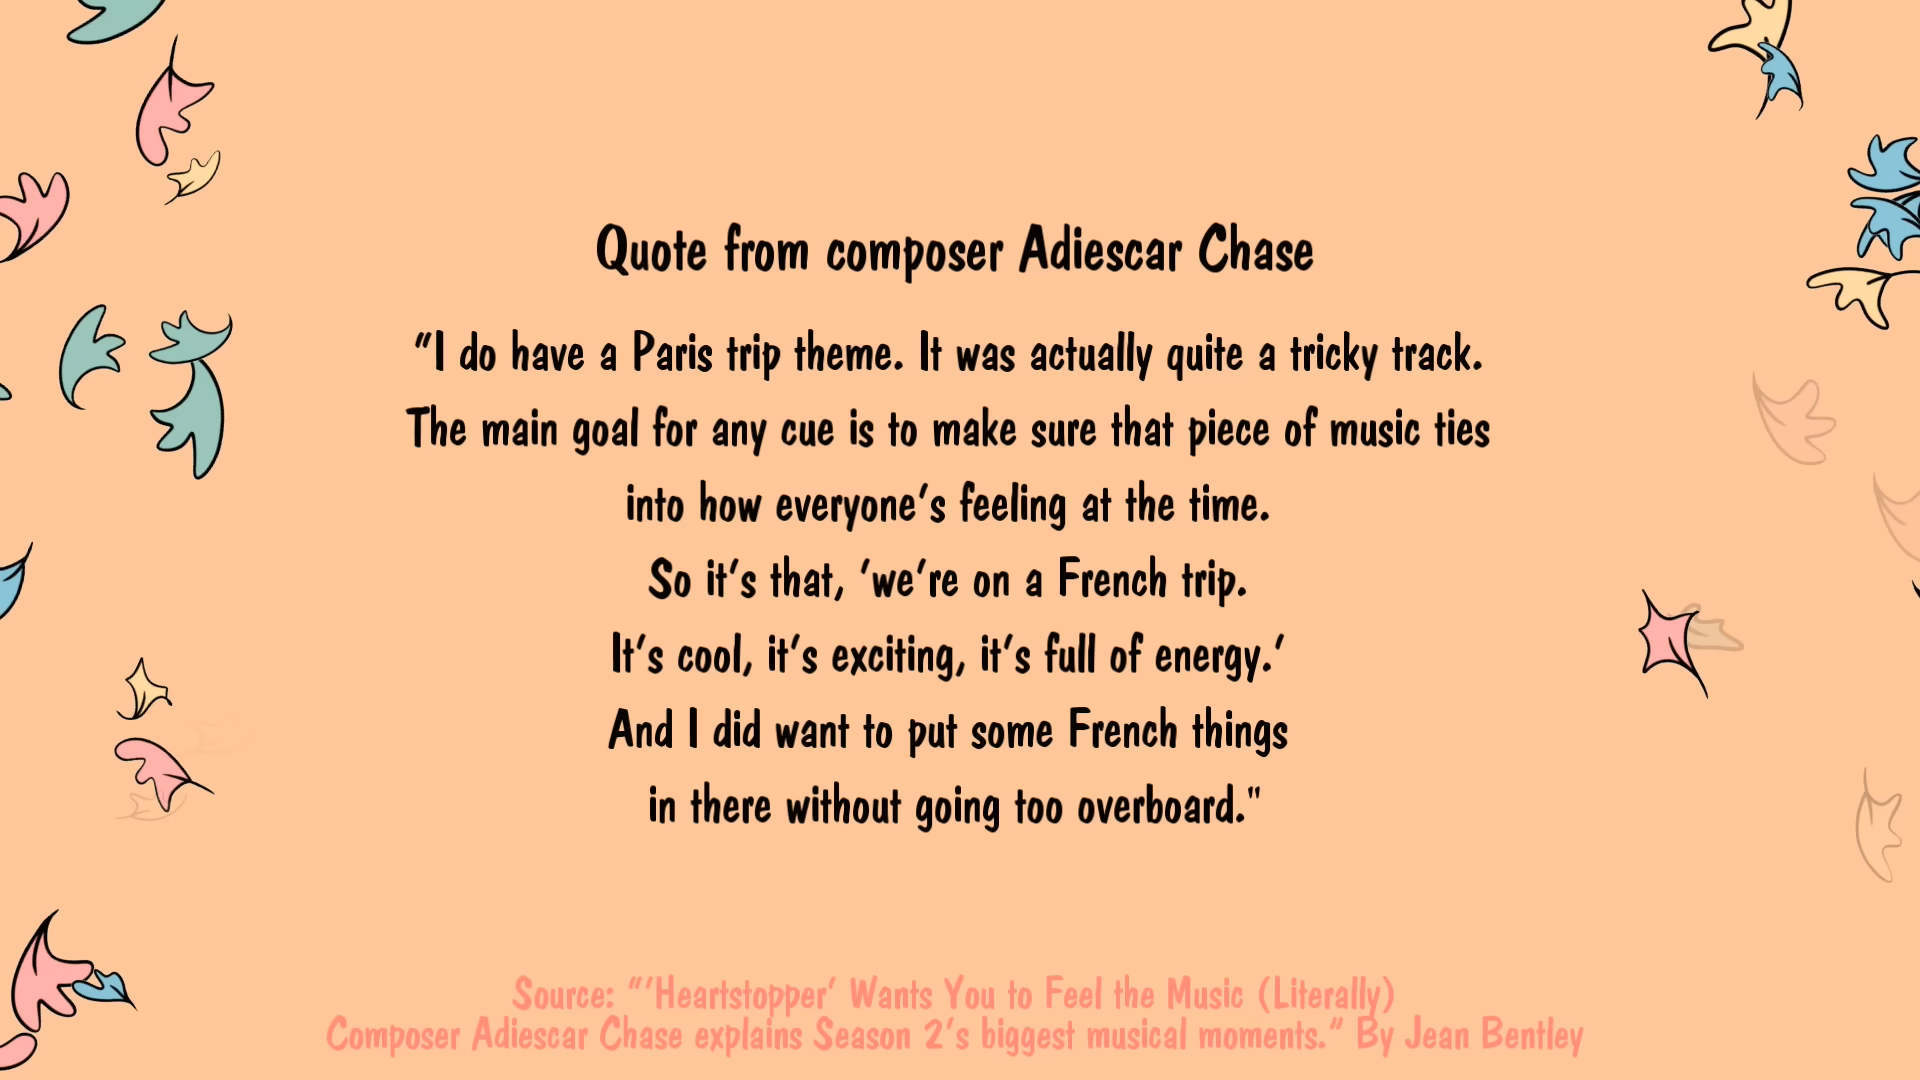 Quote from composer Adiescar Chase
“I do have a Paris trip theme. It was actually quite a tricky track.
The main goal for any cue is to make sure that piece of music ties
into how everyone’s feeling at the time.
So it’s that, ‘we’re on a French trip.
It’s cool, it’s exciting, it’s full of energy.’
And I did want to put some French things
in there without going too overboard."
Source: “‘Heartstopper’ Wants You to Feel the Music (Literally)
Composer Adiescar Chase explains Season 2’s biggest musical moments.” By Jean Bentley